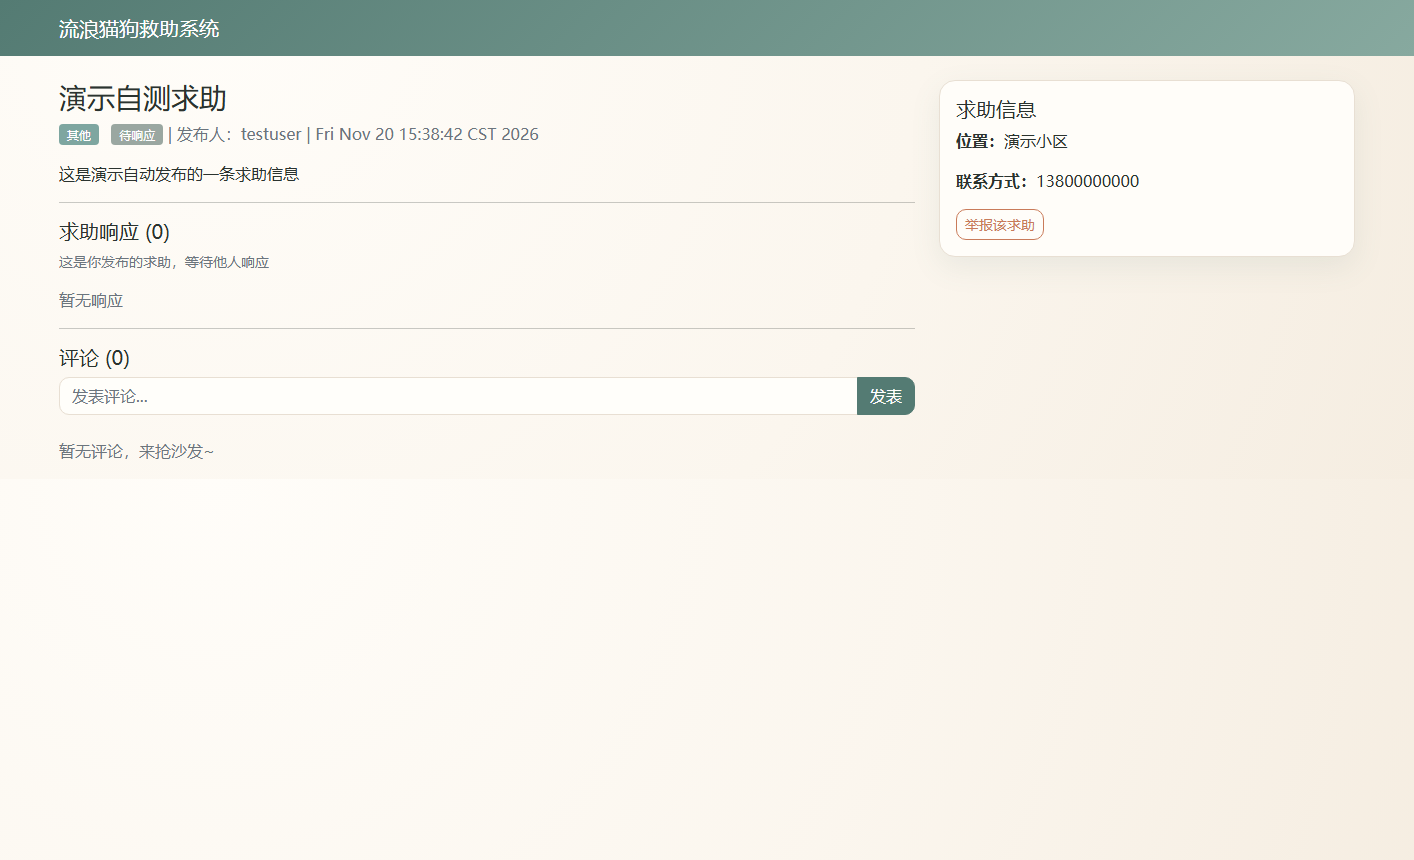 流浪猫狗救助系统
演示自测求助
其他 待响应 | 发布人：testuser | Fri Nov 20 15:38:42 CST 2026
这是演示自动发布的一条求助信息
求助响应 (0)
这是你发布的求助，等待他人响应
暂无响应
评论 (0)
发表评论... 发表
暂无评论，来抢沙发~
求助信息
位置：演示小区
联系方式：13800000000
举报该求助